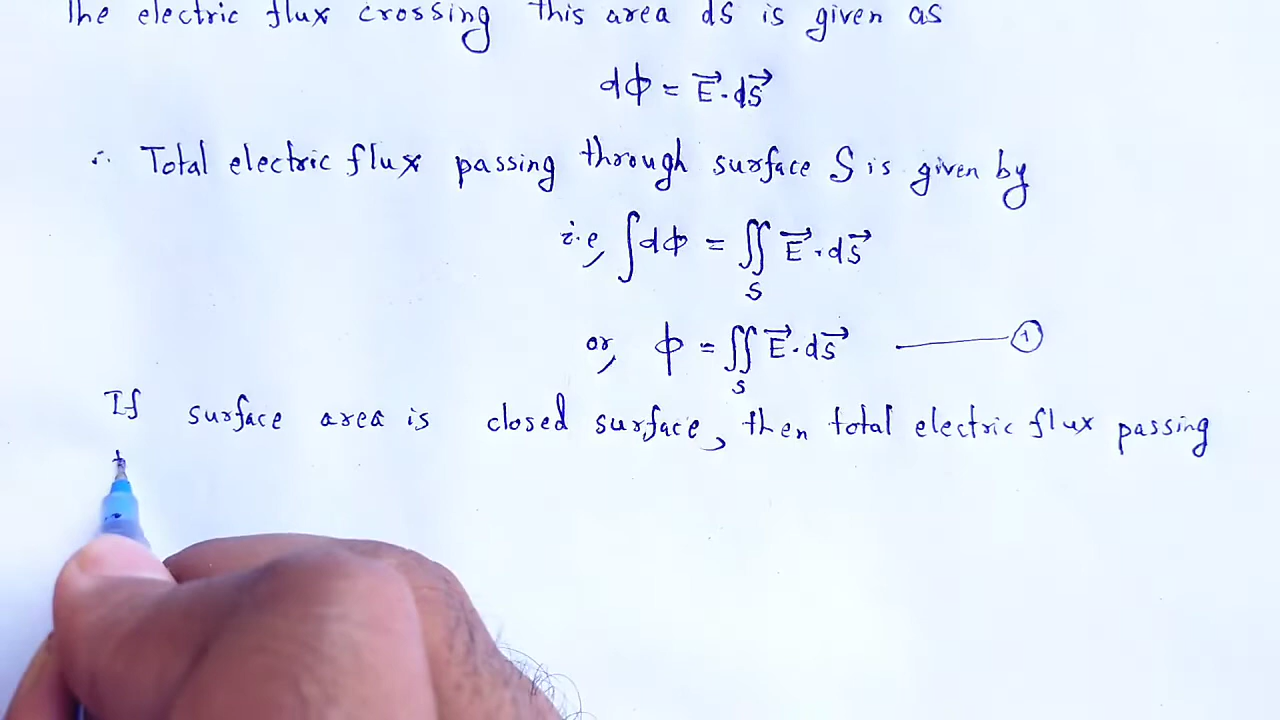 The electric flux crossing this area dS is given as
dϕ = E⃗.dS⃗
∴ Total electric flux passing through surface S is given by
i.e, ∫dϕ = ∬_S E⃗.dS⃗
or, ϕ = ∬_S E⃗.dS⃗ ——— ①
If surface area is closed surface, then total electric flux passing
t